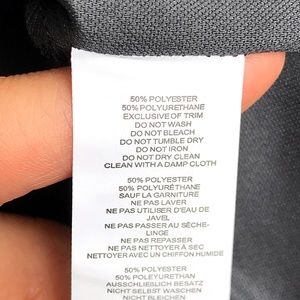 50% POLYESTER
50% POLYURETHANE
EXCLUSIVE OF TRIM
DO NOT WASH
DO NOT BLEACH
DO NOT TUMBLE DRY
DO NOT IRON
DO NOT DRY CLEAN
CLEAN WITH A DAMP CLOTH
50% POLYESTER
50% POLYURÉTHANE
SAUF LA GARNITURE
NE PAS LAVER
NE PAS UTILISER D'EAU DE
JAVEL
NE PAS PASSER AU SÈCHE-
LINGE
NE PAS REPASSER
NE PAS NETTOYER À SEC
NETTOYER AVEC UN CHIFFON HUMIDE
50% POLYESTER
50% POLEYURETHAN
AUSSCHLIESSLICH BESATZ
NICHT SELBST WASCHEN
NICHT BLEICHEN